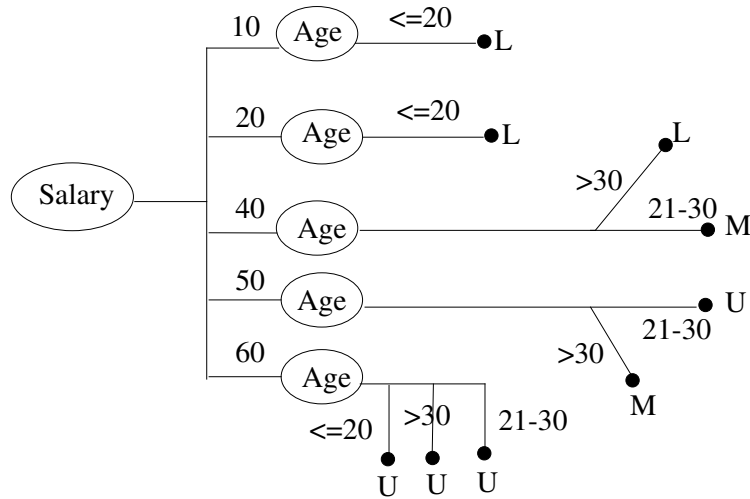 10 Age <=20 L
20 Age <=20 L
L
>30
Salary
21-30
40 Age M
50 Age U
21-30
>30
60
Age
M
<=20 >30 21-30
U U U